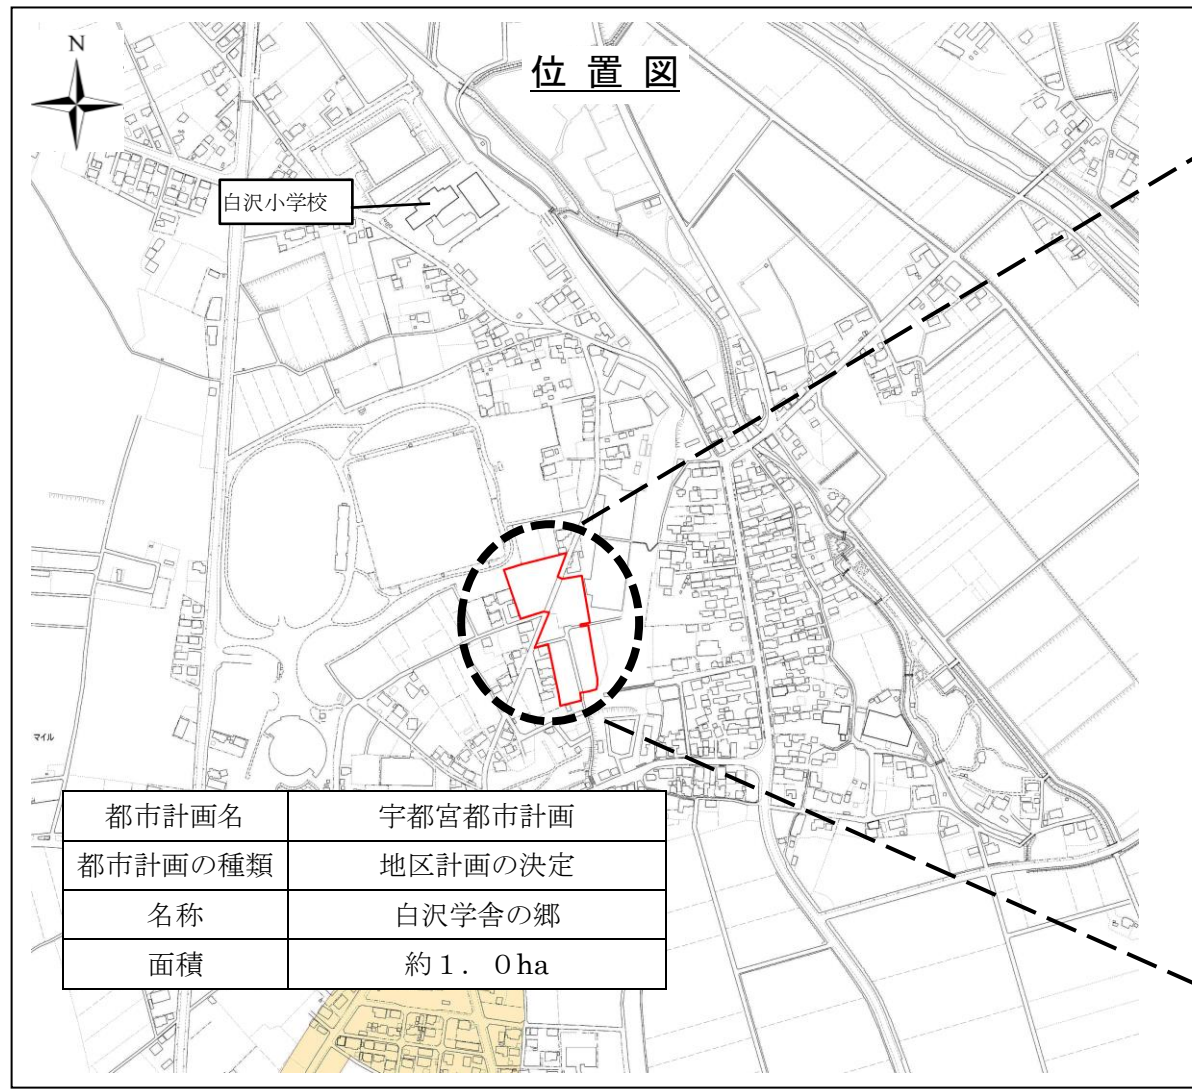 N
位置図
白沢小学校
マイル
都市計画名 宇都宮都市計画
都市計画の種類 地区計画の決定
名称 白沢学舎の郷
面積 約１．０ha